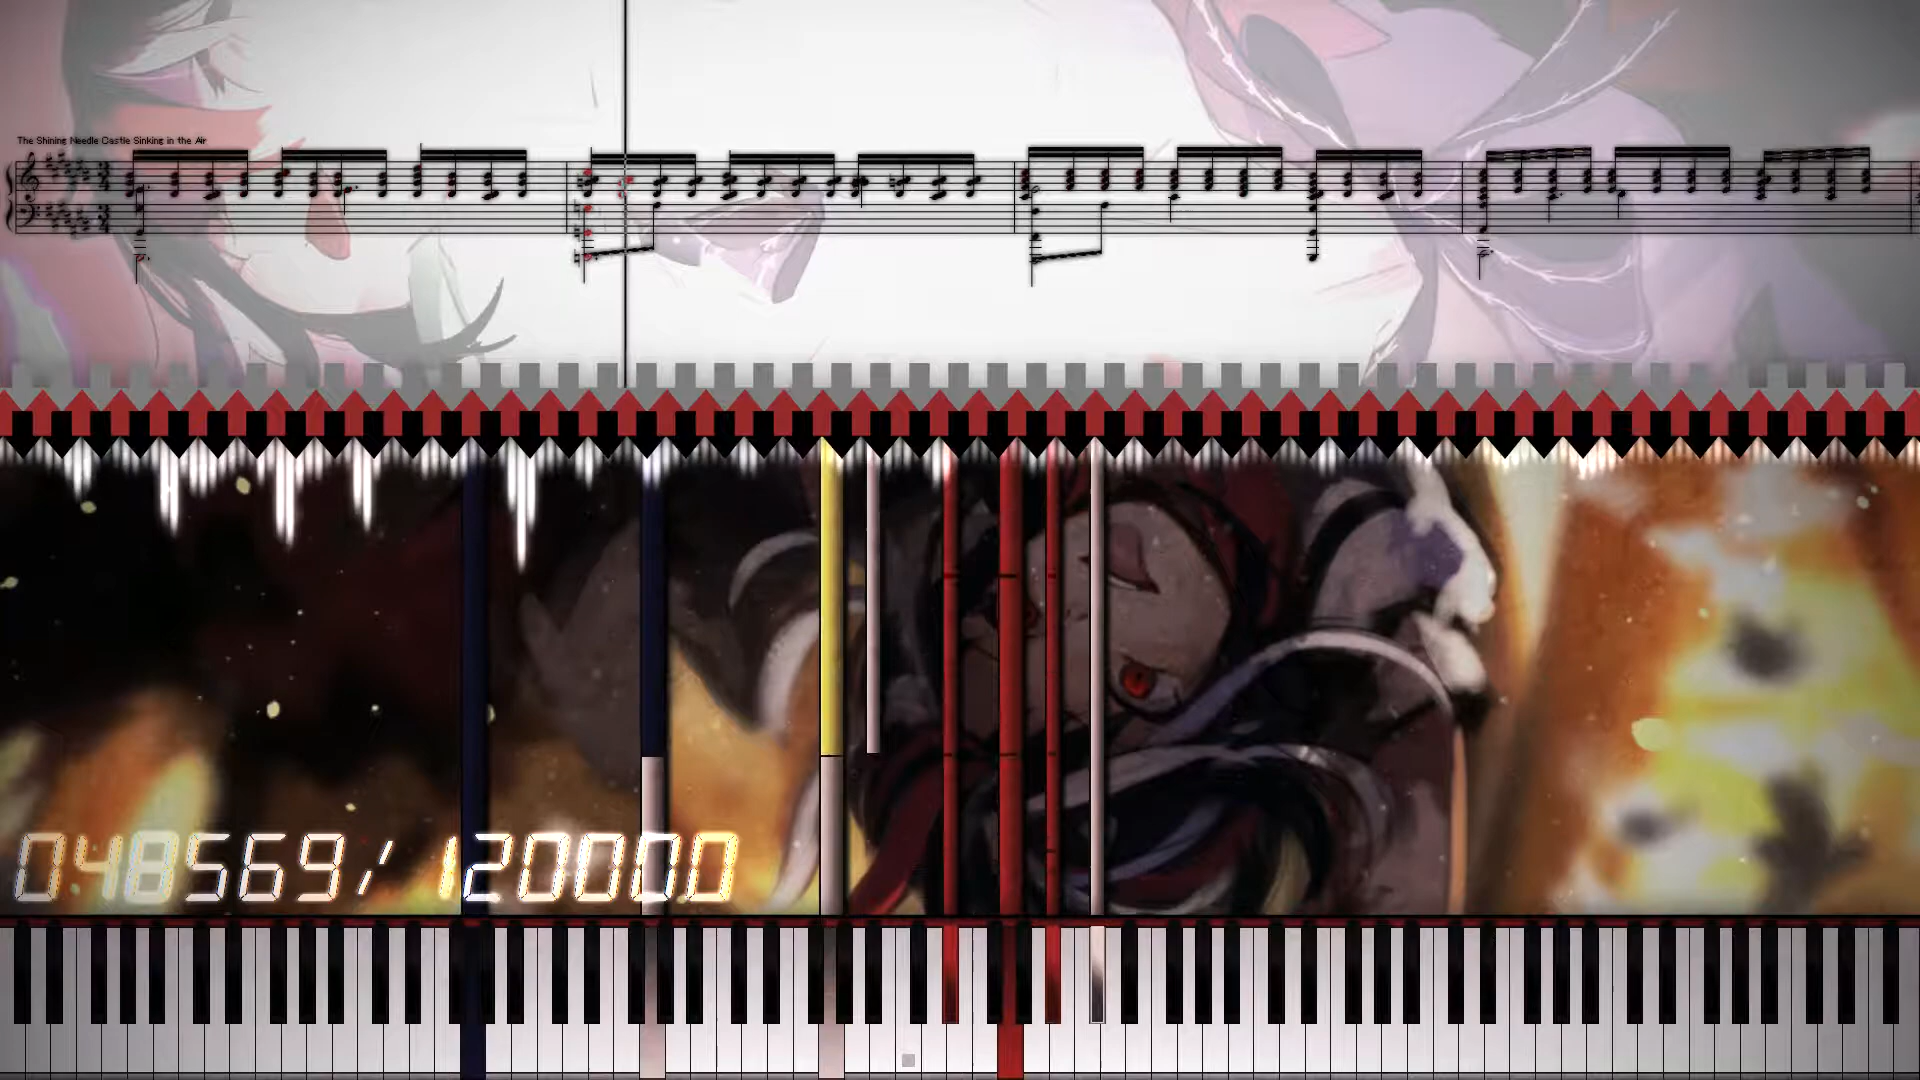 The Shining Needle Castle Sinking in the Air
048569/ 120000